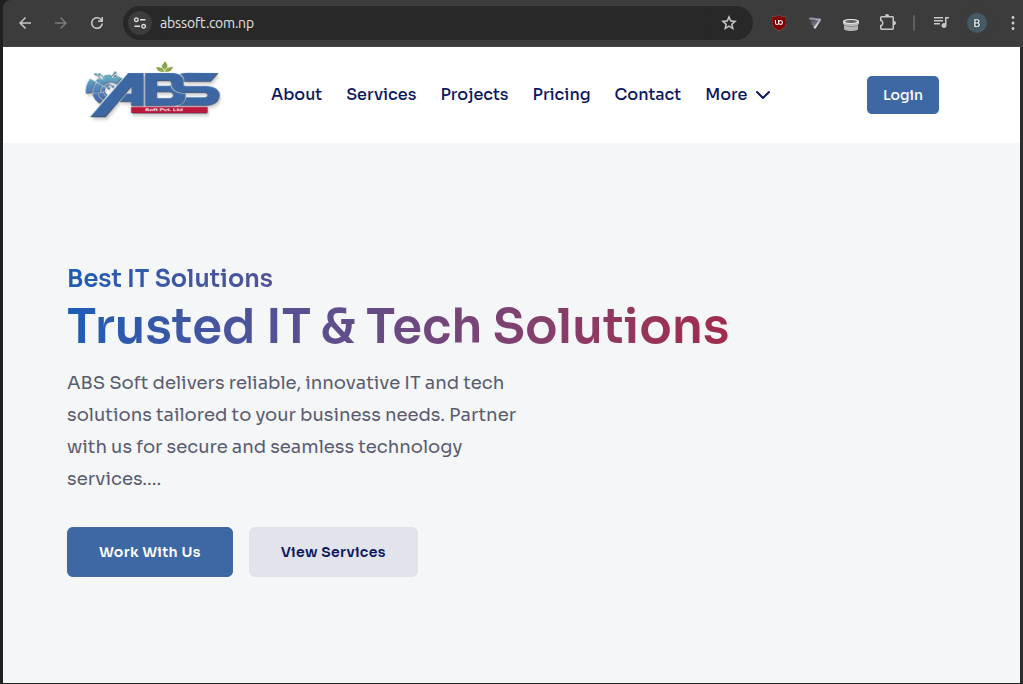 abssoft.com.np
UD
B
ABS
Soft Pvt. Ltd
About Services Projects Pricing Contact More
Login
Best IT Solutions
Trusted IT & Tech Solutions
ABS Soft delivers reliable, innovative IT and tech
solutions tailored to your business needs. Partner
with us for secure and seamless technology
services....
Work With Us View Services